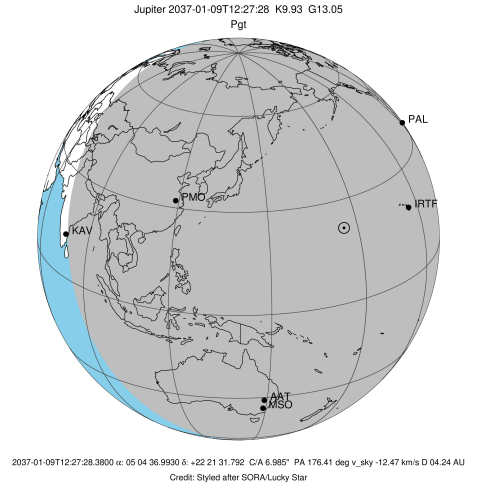 Jupiter 2037-01-09T12:27:28 K9.93 G13.05
Pgt
PAL
PMO
IRTF
KAV
AAT
MSO
2037-01-09T12:27:28.3800 α: 05 04 36.9930 δ: +22 21 31.792 C/A 6.985" PA 176.41 deg v_sky -12.47 km/s D 04.24 AU
Credit: Styled after SORA/Lucky Star